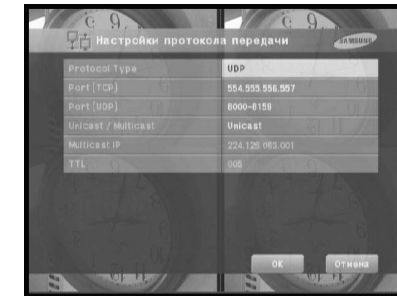 Настройки протокола передачи
SAMSUNG
Protocol Type UDP
Port (TCP) 554,555,556,557
Port (UDP) 8000~8159
Unicast / Multicast Unicast
Multicast IP 224.126.063.001
TTL 005
OK Отмена